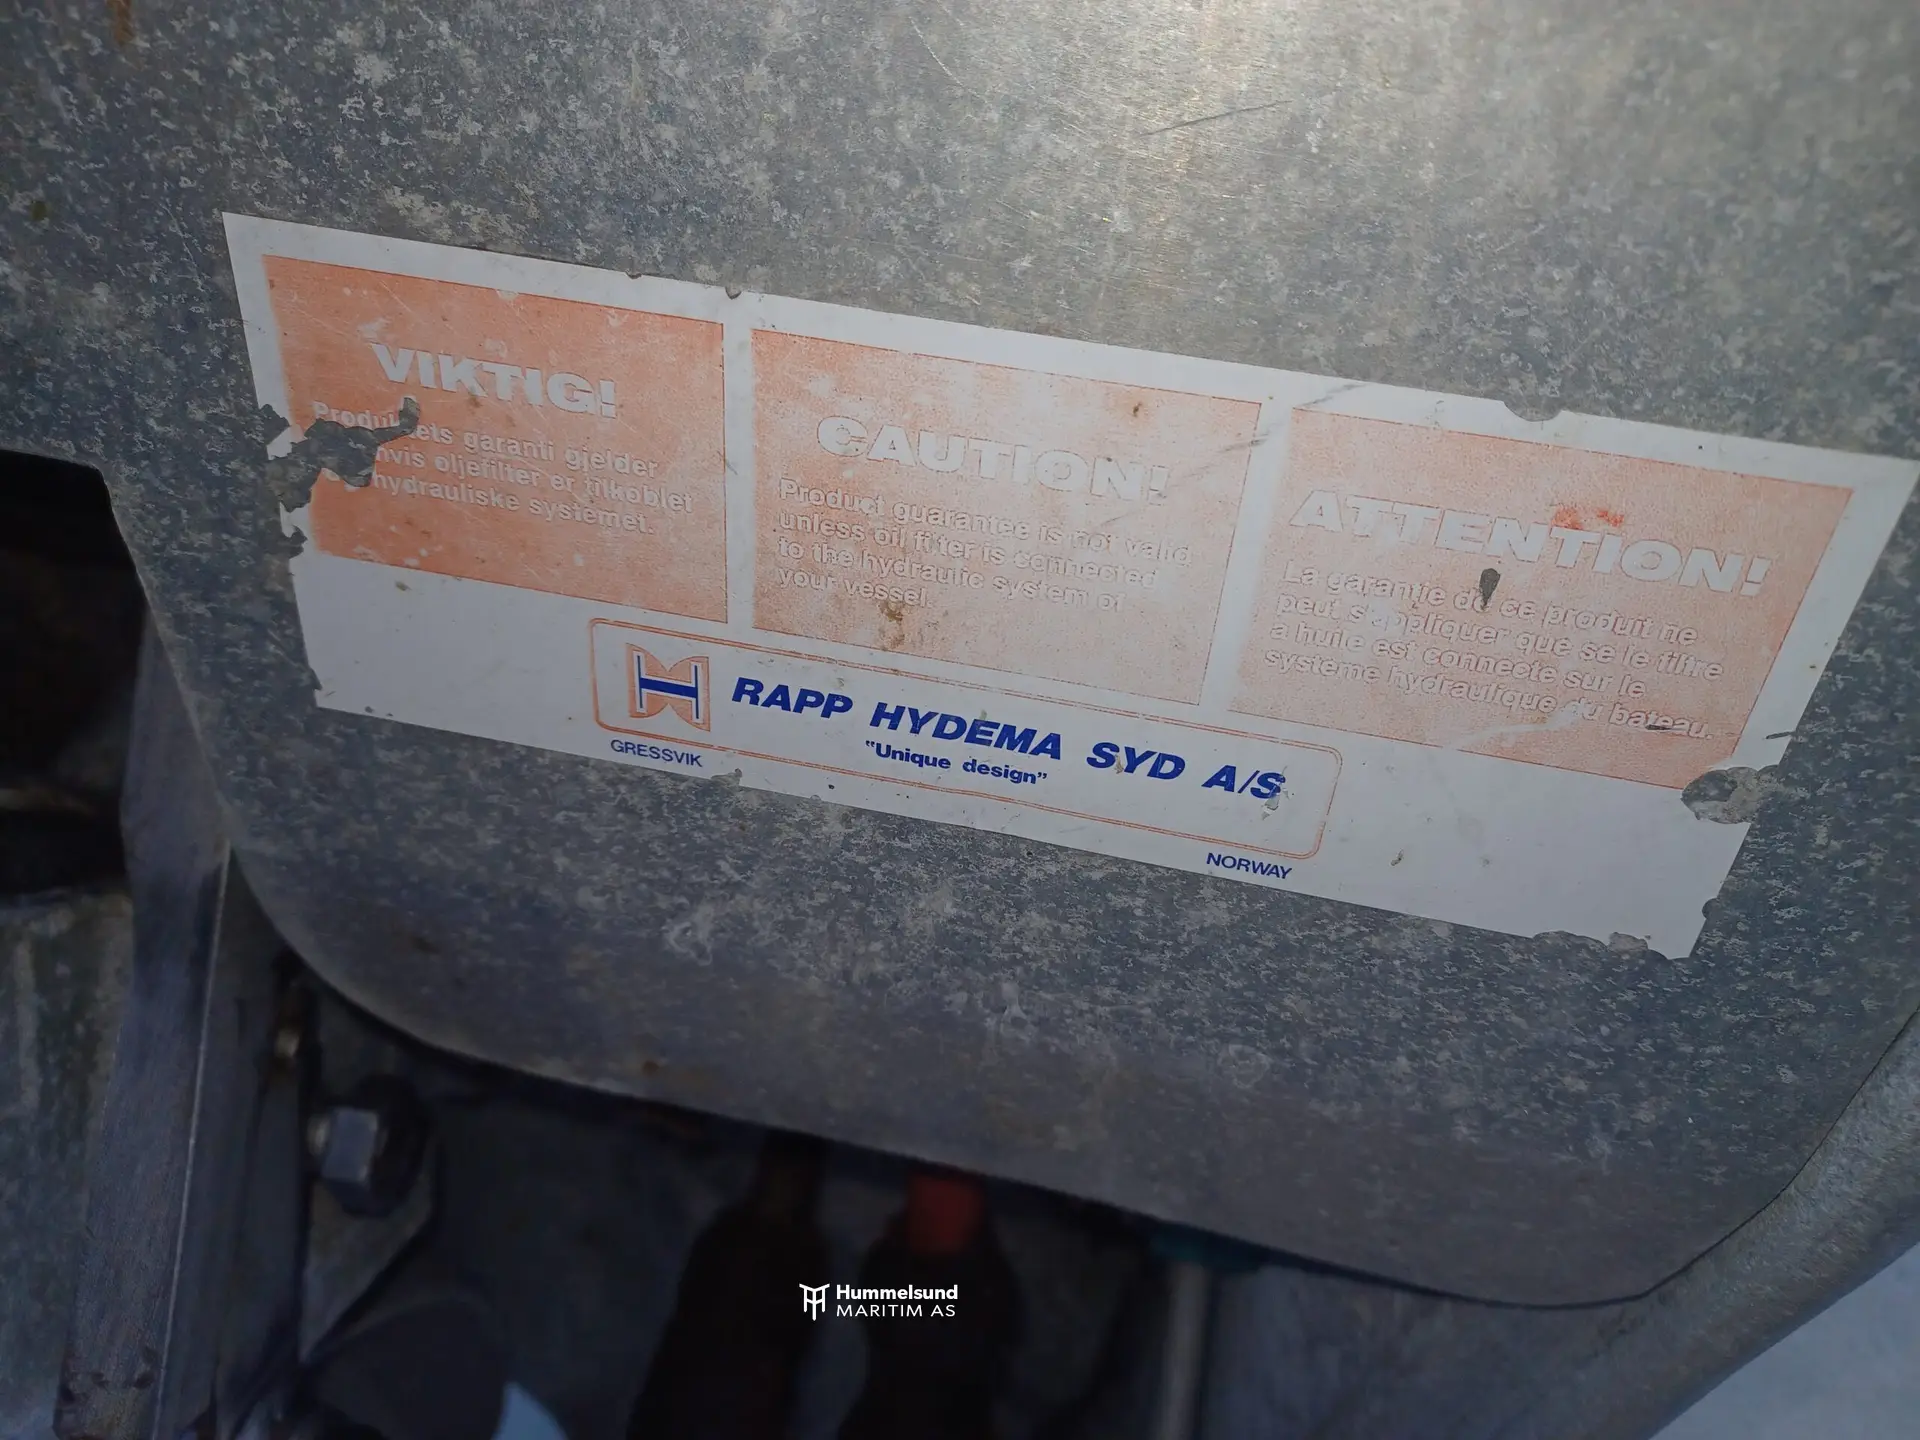 VIKTIG!
garanti gjelder
hvis oljefilter er tilkoblet
hydrauliske systemet.
CAUTION!
Product guarantee is not valid
unless oil filter is connected
to the hydraulic system of
your vessel.
ATTENTION!
La garantie de ce produit ne
peut s'appliquer que se le filtre
a huile est connecte sur le
systeme hydraulique du bateau.
RAPP HYDEMA SYD A/S
"Unique design"
GRESSVIK
NORWAY
Hummelsund
MARITIM AS